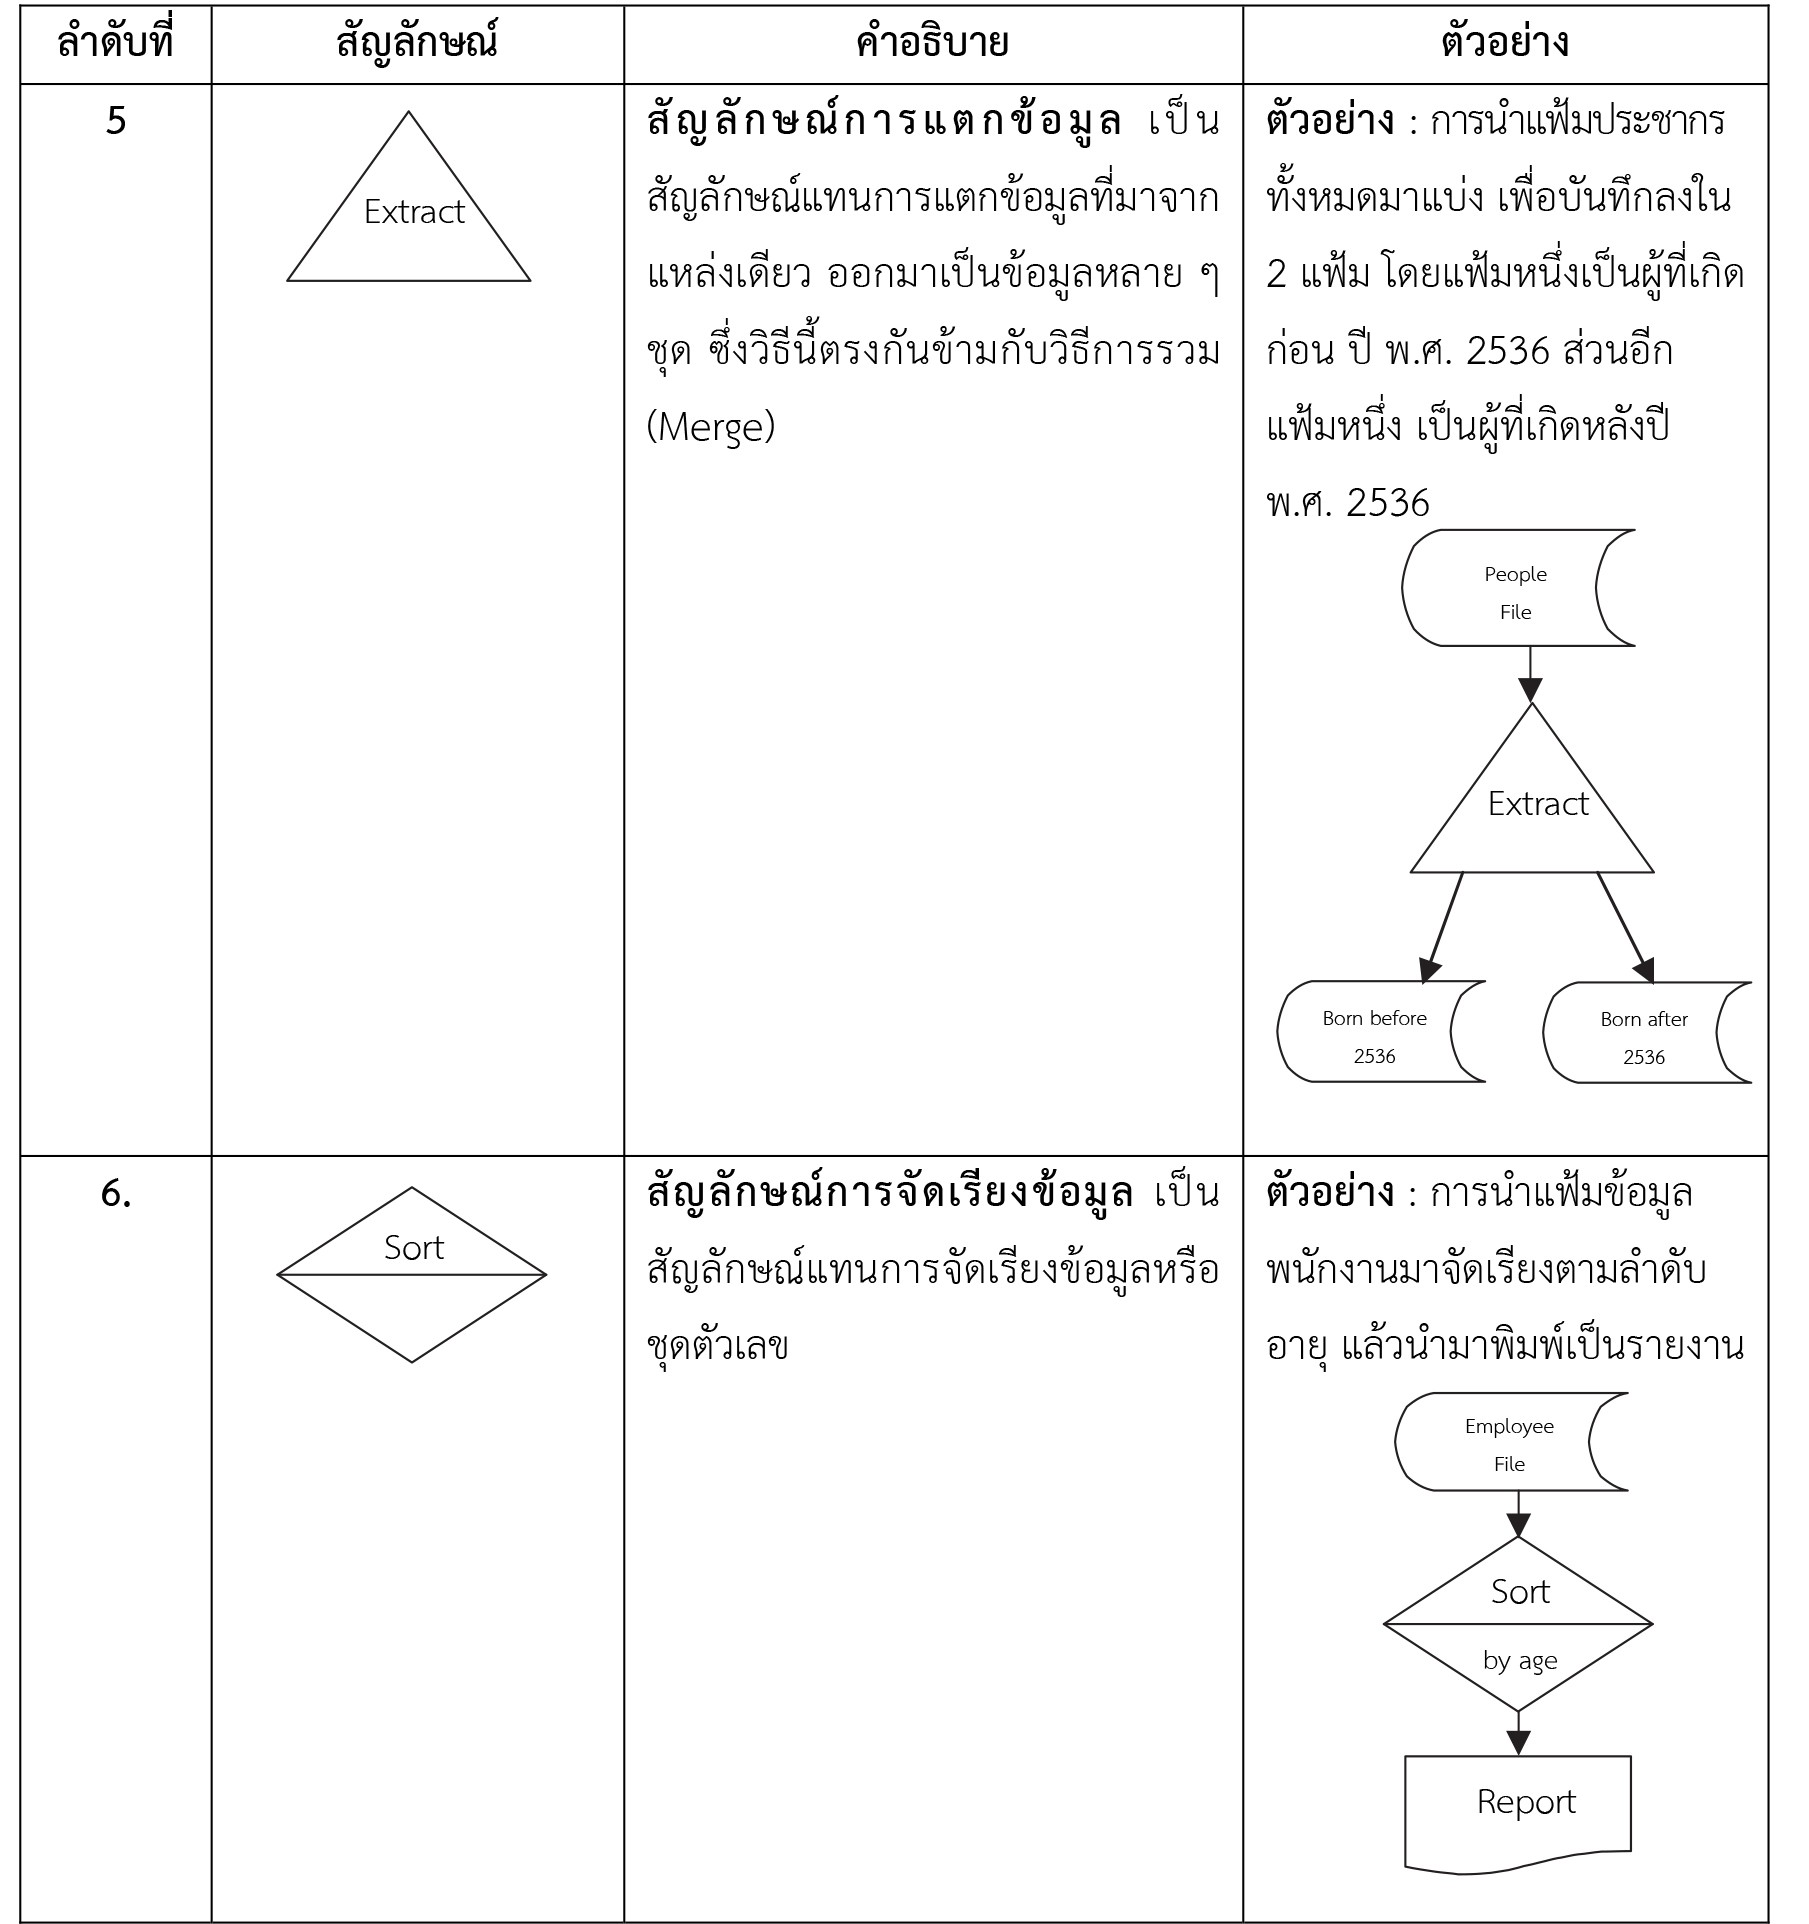 ลำดับที่ สัญลักษณ์ คำอธิบาย ตัวอย่าง
5
Extract
สัญลักษณ์การแตกข้อมูล เป็น
สัญลักษณ์แทนการแตกข้อมูลที่มาจาก
แหล่งเดียว ออกมาเป็นข้อมูลหลาย ๆ
ชุด ซึ่งวิธีนี้ตรงกันข้ามกับวิธีการรวม
(Merge)
ตัวอย่าง : การนำแฟ้มประชากร
ทั้งหมดมาแบ่ง เพื่อบันทึกลงใน
2 แฟ้ม โดยแฟ้มหนึ่งเป็นผู้ที่เกิด
ก่อน ปี พ.ศ. 2536 ส่วนอีก
แฟ้มหนึ่ง เป็นผู้ที่เกิดหลังปี
พ.ศ. 2536
People
File
Extract
Born before
2536
Born after
2536
6.
Sort
สัญลักษณ์การจัดเรียงข้อมูล เป็น
สัญลักษณ์แทนการจัดเรียงข้อมูลหรือ
ชุดตัวเลข
ตัวอย่าง : การนำแฟ้มข้อมูล
พนักงานมาจัดเรียงตามลำดับ
อายุ แล้วนำมาพิมพ์เป็นรายงาน
Employee
File
Sort
by age
Report